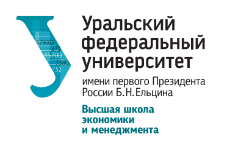 Уральский
федеральный
университет
имени первого Президента
России Б.Н.Ельцина
Высшая школа
экономики
и менеджмента